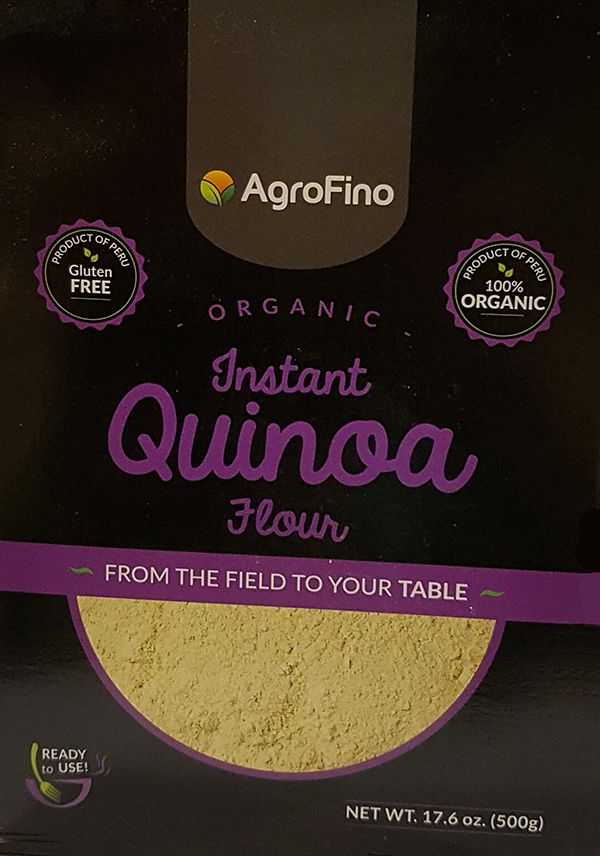 AgroFino
PRODUCT OF PERU
Gluten
FREE
PRODUCT OF PERU
100%
ORGANIC
ORGANIC
Instant
Quinoa
Flour
FROM THE FIELD TO YOUR TABLE
READY
to USE!
NET WT. 17.6 oz. (500g)